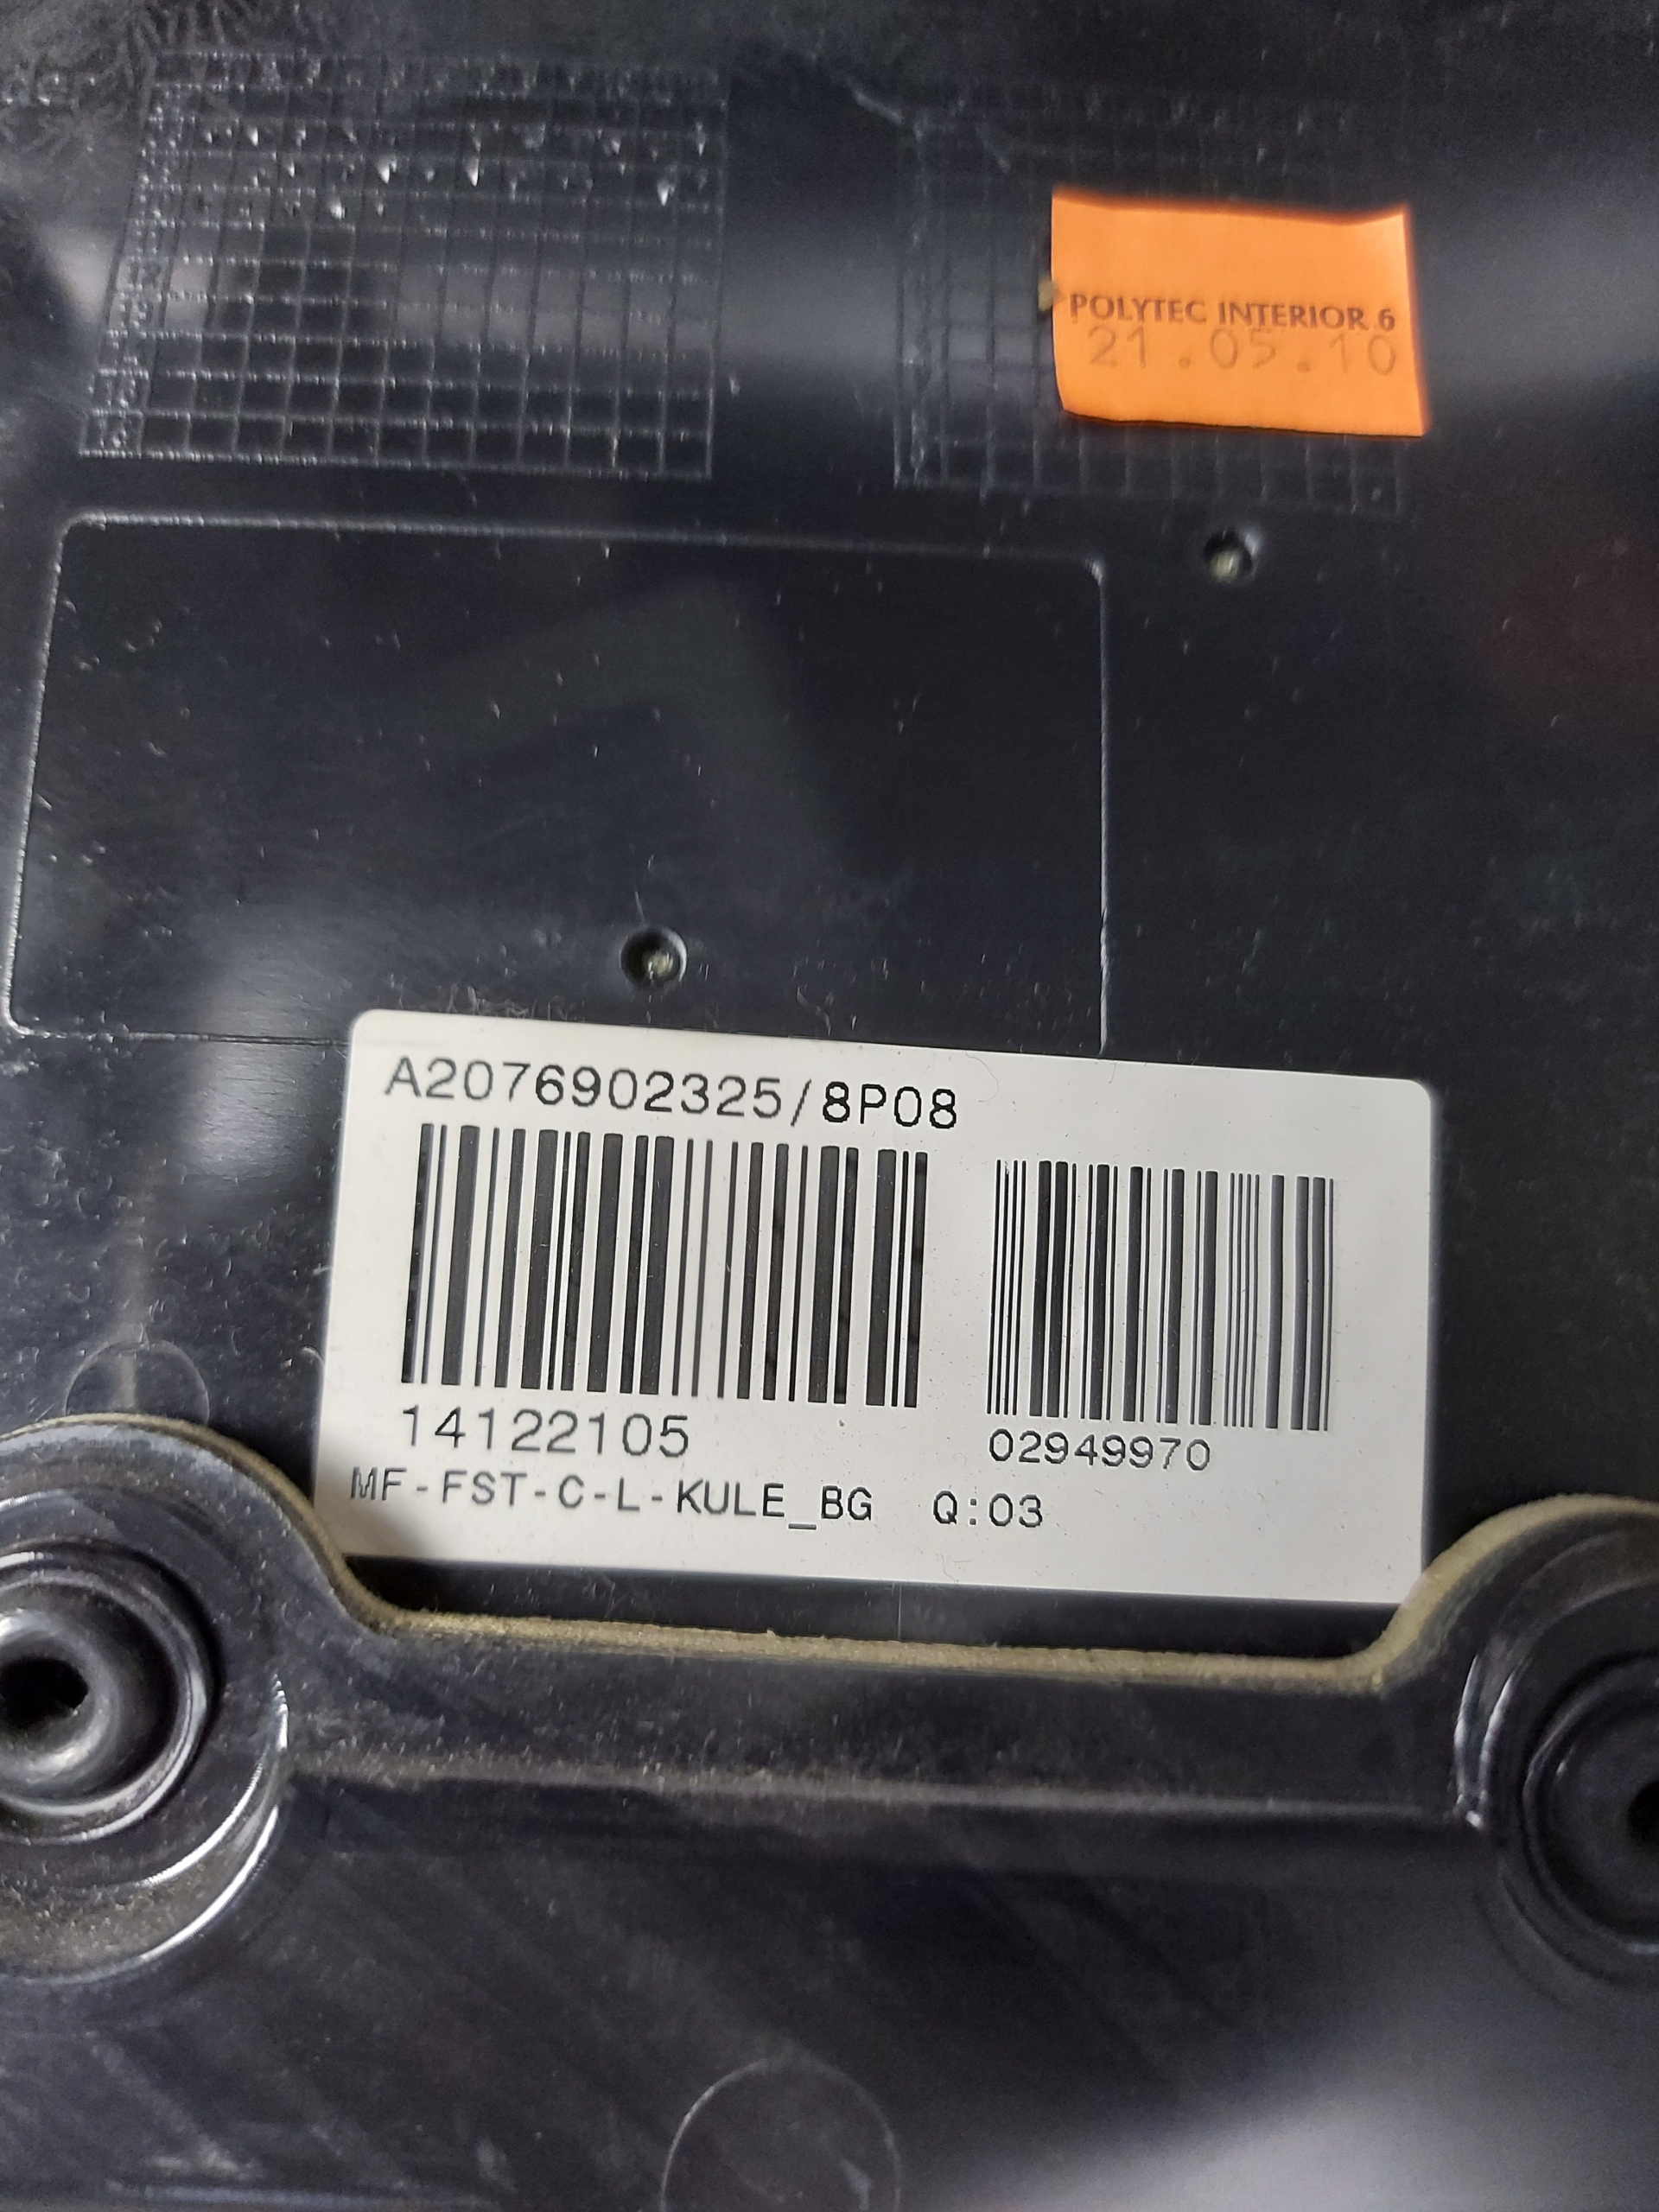 POLYTEC INTERIOR 6
21.05.10
A2076902325/8P08
14122105
02949970
MF-FST-C-L-KULE_BG Q:03